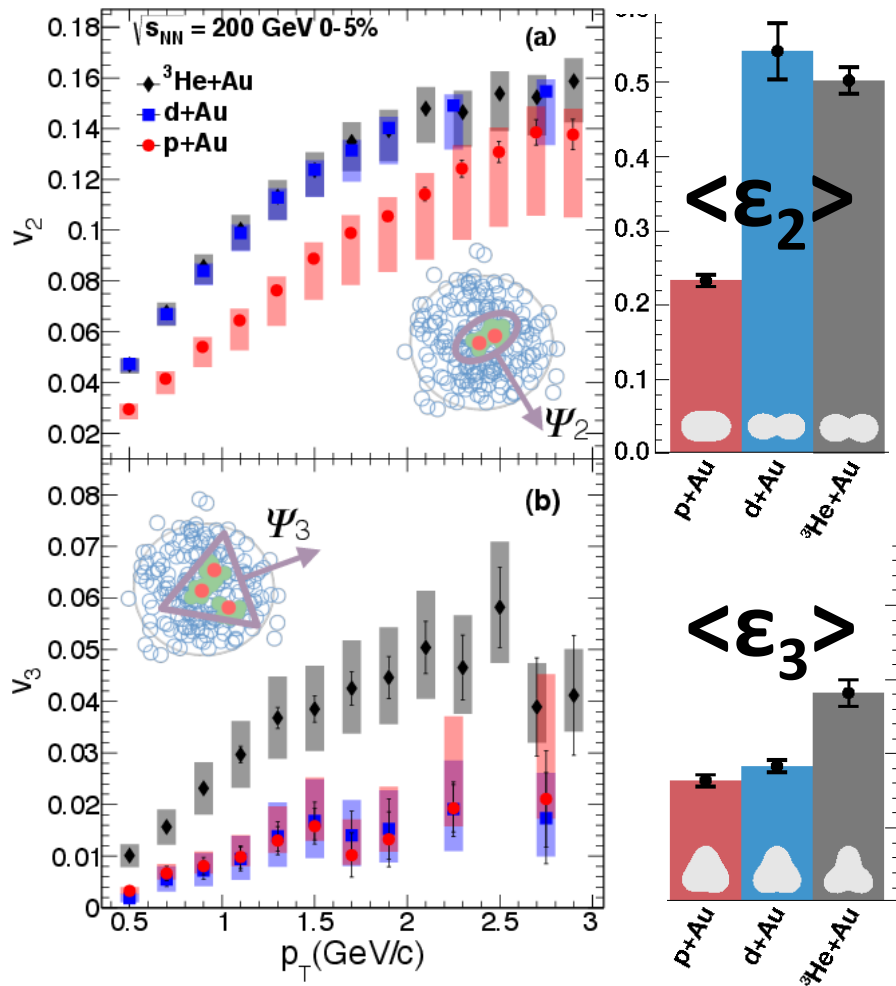 √s_NN = 200 GeV 0-5%
(a)
³He+Au
d+Au
p+Au
v₂
0.18
0.16
0.14
0.12
0.1
0.08
0.06
0.04
0.02
Ψ₂
(b)
Ψ₃
v₃
0.08
0.07
0.06
0.05
0.04
0.03
0.02
0.01
0
0.5
1
1.5
2
2.5
3
p_T(GeV/c)
0.5
0.4
0.3
0.2
0.1
0.0
<ε₂>
p+Au
d+Au
³He+Au
<ε₃>
p+Au
d+Au
³He+Au